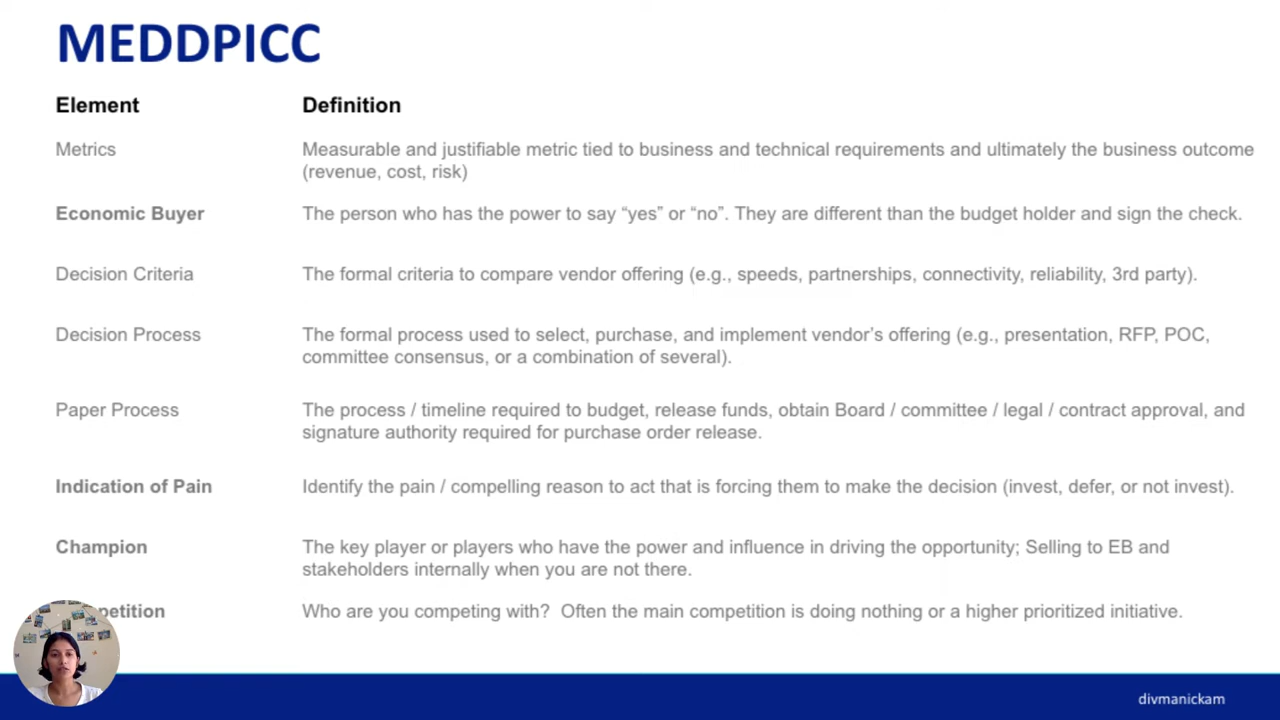 MEDDPICC
Element Definition
Metrics Measurable and justifiable metric tied to business and technical requirements and ultimately the business outcome
(revenue, cost, risk)
Economic Buyer The person who has the power to say “yes” or “no”. They are different than the budget holder and sign the check.
Decision Criteria The formal criteria to compare vendor offering (e.g., speeds, partnerships, connectivity, reliability, 3rd party).
Decision Process The formal process used to select, purchase, and implement vendor’s offering (e.g., presentation, RFP, POC,
committee consensus, or a combination of several).
Paper Process The process / timeline required to budget, release funds, obtain Board / committee / legal / contract approval, and
signature authority required for purchase order release.
Indication of Pain Identify the pain / compelling reason to act that is forcing them to make the decision (invest, defer, or not invest).
Champion The key player or players who have the power and influence in driving the opportunity; Selling to EB and
stakeholders internally when you are not there.
petition Who are you competing with?  Often the main competition is doing nothing or a higher prioritized initiative.
divmanickam